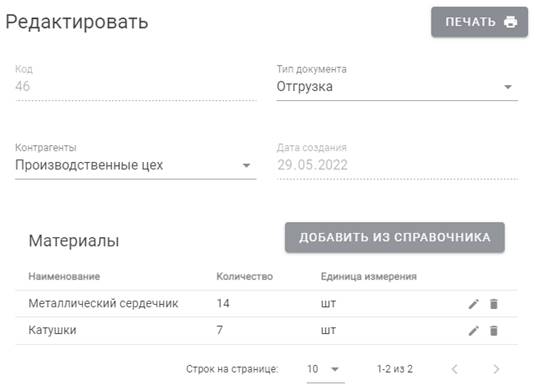 Редактировать
ПЕЧАТЬ
Код
46
Тип документа
Отгрузка
Контрагенты
Производственные цех
Дата создания
29.05.2022
Материалы
ДОБАВИТЬ ИЗ СПРАВОЧНИКА
Наименование Количество Единица измерения
Металлический сердечник 14 шт
Катушки 7 шт
Строк на странице: 10 1-2 из 2